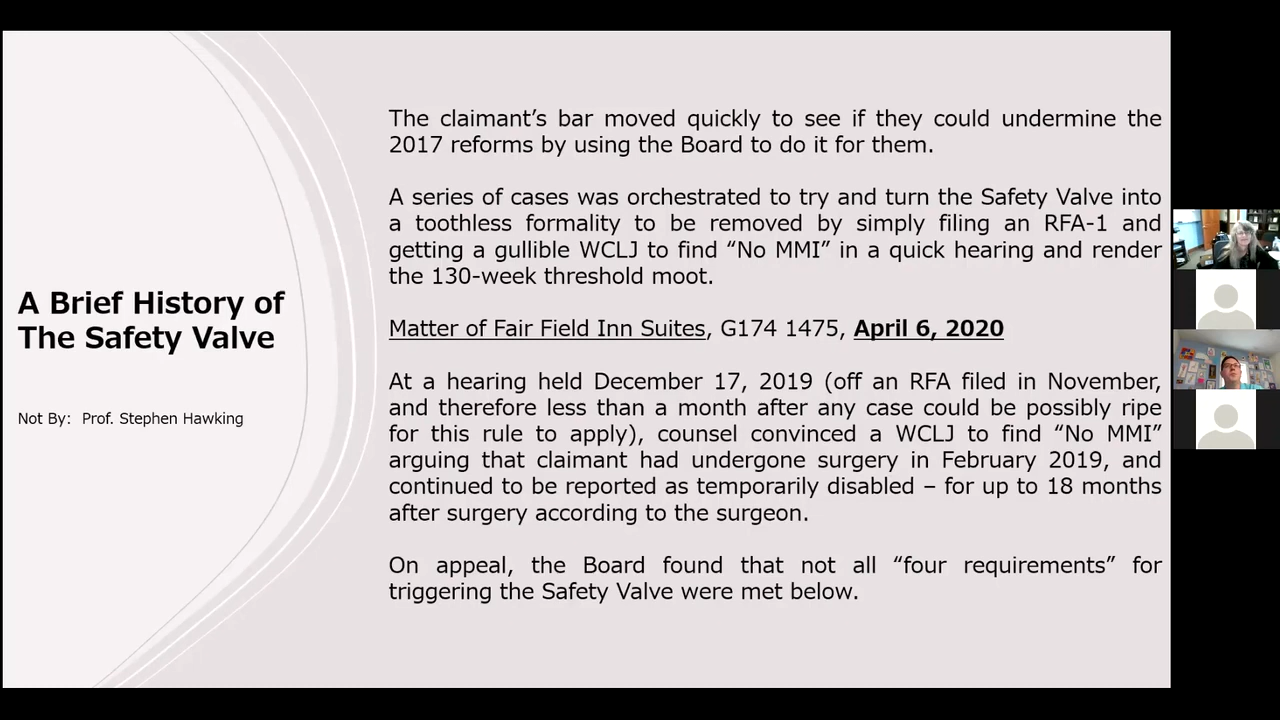 A Brief History of
The Safety Valve
Not By: Prof. Stephen Hawking
The claimant’s bar moved quickly to see if they could undermine the
2017 reforms by using the Board to do it for them.
A series of cases was orchestrated to try and turn the Safety Valve into
a toothless formality to be removed by simply filing an RFA-1 and
getting a gullible WCLJ to find “No MMI” in a quick hearing and render
the 130-week threshold moot.
Matter of Fair Field Inn Suites, G174 1475, April 6, 2020
At a hearing held December 17, 2019 (off an RFA filed in November,
and therefore less than a month after any case could be possibly ripe
for this rule to apply), counsel convinced a WCLJ to find “No MMI”
arguing that claimant had undergone surgery in February 2019, and
continued to be reported as temporarily disabled – for up to 18 months
after surgery according to the surgeon.
On appeal, the Board found that not all “four requirements” for
triggering the Safety Valve were met below.